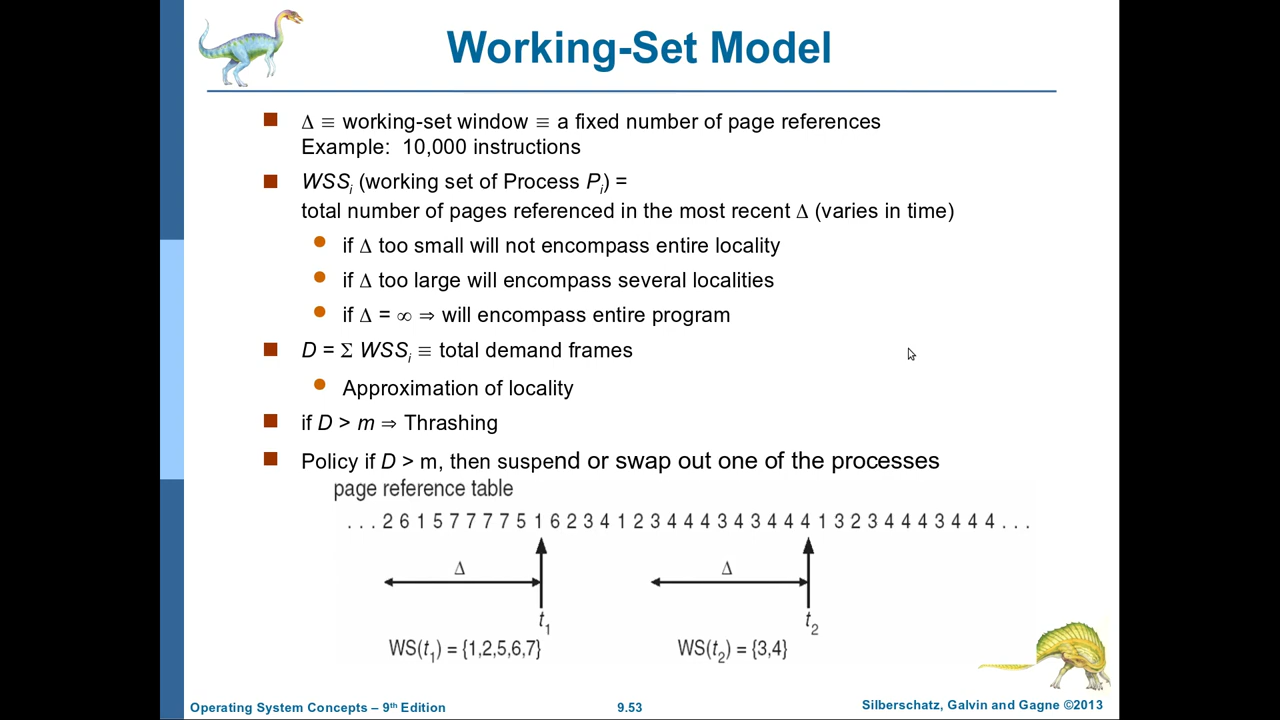 Working-Set Model
Δ ≡ working-set window ≡ a fixed number of page references
Example: 10,000 instructions
WSSi (working set of Process Pi) =
total number of pages referenced in the most recent Δ (varies in time)
if Δ too small will not encompass entire locality
if Δ too large will encompass several localities
if Δ = ∞ ⇒ will encompass entire program
D = Σ WSSi ≡ total demand frames
Approximation of locality
if D > m ⇒ Thrashing
Policy if D > m, then suspend or swap out one of the processes
page reference table
. . . 2 6 1 5 7 7 7 7 5 1 6 2 3 4 1 2 3 4 4 4 3 4 3 4 4 4 1 3 2 3 4 4 4 3 4 4 4 . . .
Δ Δ
t1 t2
WS(t1) = {1,2,5,6,7} WS(t2) = {3,4}
Operating System Concepts – 9th Edition 9.53 Silberschatz, Galvin and Gagne ©2013